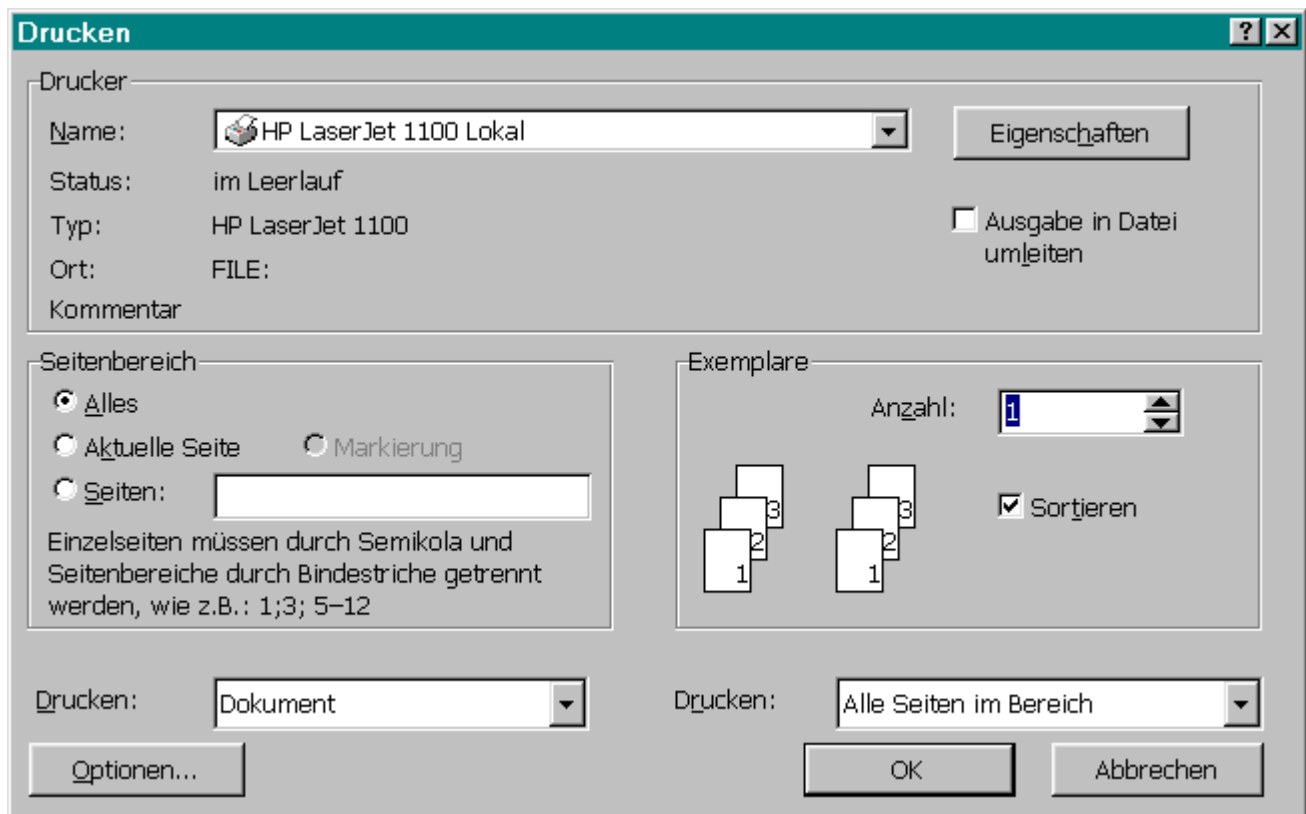 Drucken
Drucker
Name: HP LaserJet 1100 Lokal Eigenschaften
Status: im Leerlauf
Typ: HP LaserJet 1100
Ausgabe in Datei
umleiten
Ort: FILE:
Kommentar
Seitenbereich
Alles
Aktuelle Seite Markierung
Seiten:
Einzelseiten müssen durch Semikola und
Seitenbereiche durch Bindestriche getrennt
werden, wie z.B.: 1;3; 5–12
Exemplare
Anzahl: 1
3 3
2 2
1 1
Sortieren
Drucken: Dokument
Drucken: Alle Seiten im Bereich
Optionen... OK Abbrechen